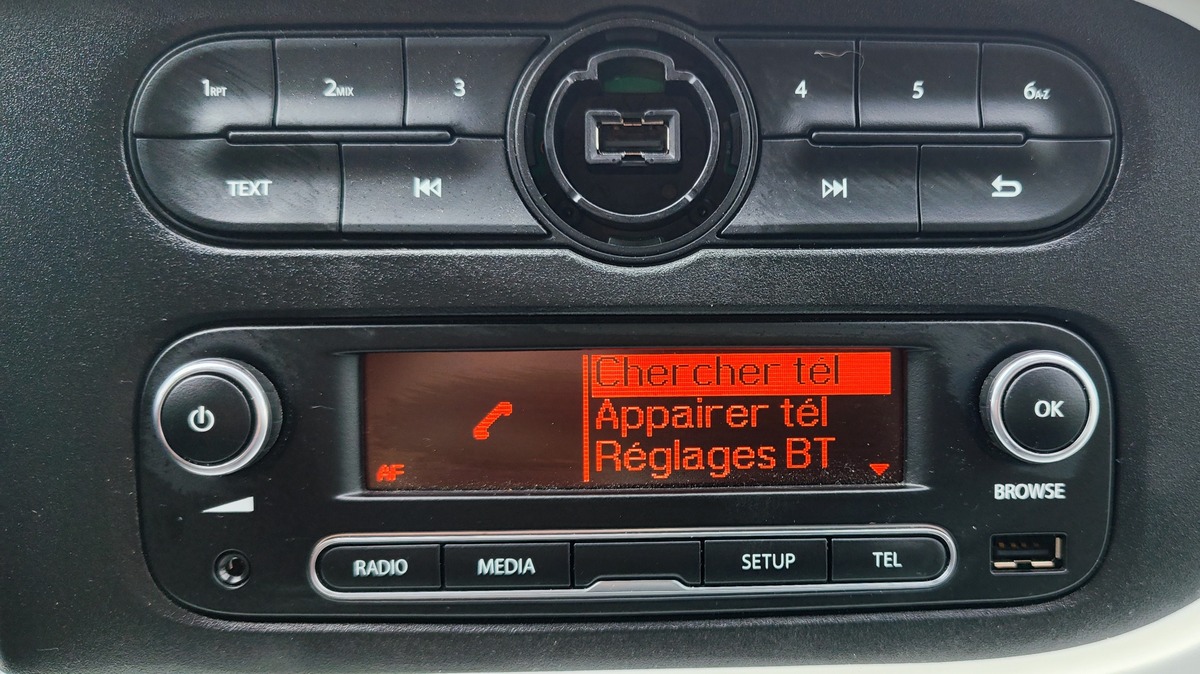 1RPT 2MIX 3 4 5 6A-Z
TEXT
Chercher tél
Appairer tél
Réglages BT
AF
OK
BROWSE
RADIO MEDIA SETUP TEL